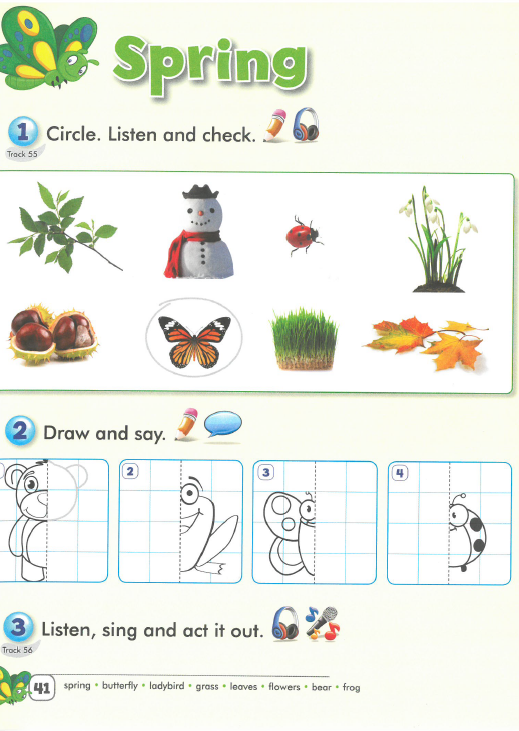 Spring
1 Circle. Listen and check.
Track 55
2 Draw and say.
2
3
4
3 Listen, sing and act it out.
Track 56
41 spring • butterfly • ladybird • grass • leaves • flowers • bear • frog